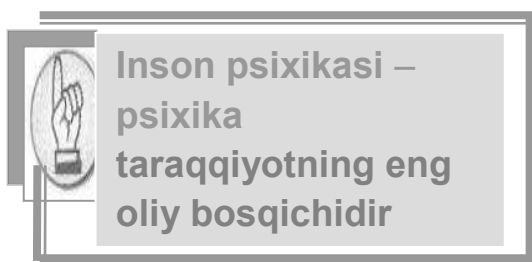 Inson psixikasi –
psixika
taraqqiyotning eng
oliy bosqichidir